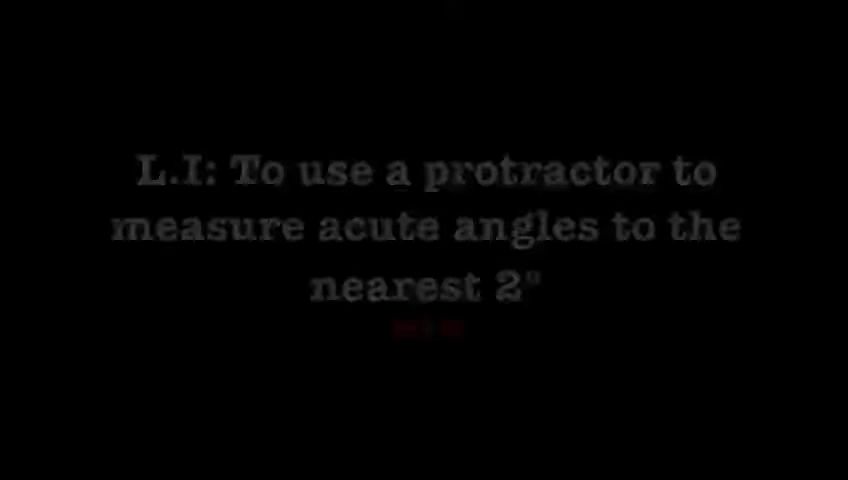 L.I: To use a protractor to
measure acute angles to the
nearest 2°